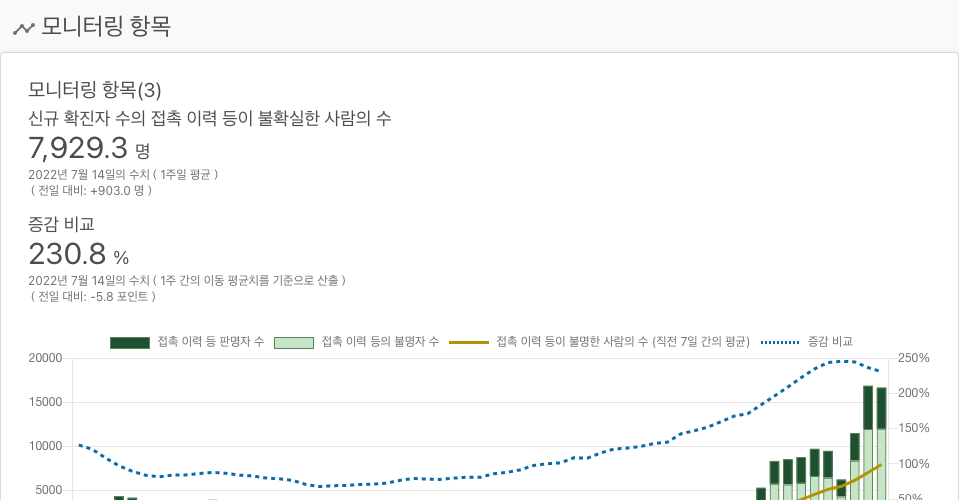 모니터링 항목
모니터링 항목(3)
신규 확진자 수의 접촉 이력 등이 불확실한 사람의 수
7,929.3 명
2022년 7월 14일의 수치 ( 1주일 평균 )
( 전일 대비: +903.0 명 )
증감 비교
230.8 %
2022년 7월 14일의 수치 ( 1주 간의 이동 평균치를 기준으로 산출 )
( 전일 대비: -5.8 포인트 )
접촉 이력 등 판명자 수 접촉 이력 등의 불명자 수 접촉 이력 등이 불명한 사람의 수 (직전 7일 간의 평균) 증감 비교
20000 250%
15000 200%
10000 150%
5000 100%
50%